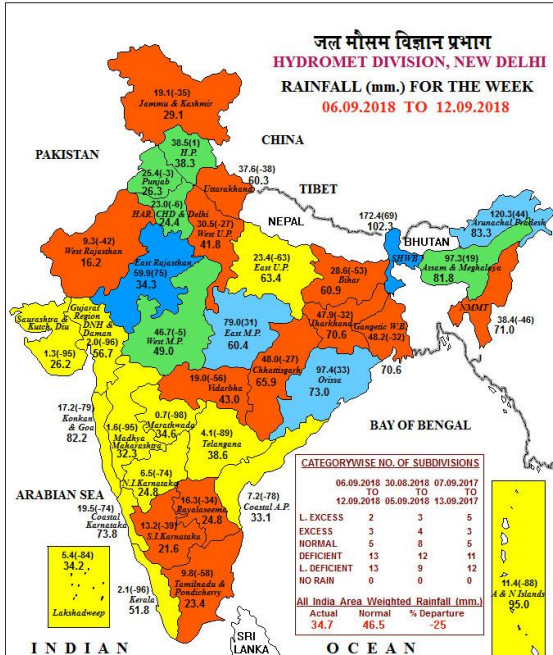 जल मौसम विज्ञान प्रभाग
HYDROMET DIVISION, NEW DELHI
RAINFALL (mm.) FOR THE WEEK
06.09.2018 TO 12.09.2018
19.1(-35)
Jammu & Kashmir
29.1
CHINA
PAKISTAN
38.5(1)
H.P.
38.3
25.4(-3)
Punjab
26.3
37.6(-38)
60.3
Uttarakhand
TIBET
23.0(-6)
HAR. CHD & Delhi
24.4
NEPAL
30.5(-27)
West U.P.
41.8
172.4(69)
102.3
BHUTAN
SHWB
120.3(44)
Arunachal Pradesh
83.3
9.3(-42)
West Rajasthan
16.2
East Rajasthan
59.9(75)
34.3
23.4(-63)
East U.P.
63.4
28.6(-53)
Bihar
60.9
97.3(19)
Assam & Meghalaya
81.8
NMMT
38.4(-46)
71.0
Saurashtra &
Kutch, Diu
1.3(-95)
26.2
Gujarat
Region
DNH &
Daman
2.0(-96)
56.7
46.7(-5)
West M.P.
49.0
79.0(31)
East M.P.
60.4
47.9(-32)
Jharkhand
70.6
Gangetic W.B.
48.2(-32)
70.6
48.0(-27)
Chhattisgarh
65.9
97.4(33)
Orissa
73.0
19.0(-56)
Vidarbha
43.0
17.2(-79)
Konkan
& Goa
82.2
1.6(-95)
Madhya
Maharashtra
32.3
0.7(-98)
Marathwada
34.6
4.1(-89)
Telangana
38.6
BAY OF BENGAL
6.5(-74)
N.I.Karnataka
24.8
ARABIAN SEA
19.5(-74)
Coastal
Karnataka
73.8
16.3(-34)
Rayalaseema
24.8
7.2(-78)
Coastal A.P.
33.1
13.2(-39)
S.I.Karnataka
21.6
9.8(-58)
Tamilnadu &
Pondicherry
23.4
2.1(-96)
Kerala
51.8
5.4(-84)
34.2
Lakshadweep
11.4(-88)
A & N Islands
95.0
CATEGORYWISE NO. OF SUBDIVISIONS
06.09.2018 30.08.2018 07.09.2017
TO TO TO
12.09.2018 05.09.2018 13.09.2017
L. EXCESS 2 3 5
EXCESS 3 4 3
NORMAL 5 8 5
DEFICIENT 13 12 11
L. DEFICIENT 13 9 12
NO RAIN 0 0 0
All India Area Weighted Rainfall (mm.)
Actual Normal % Departure
34.7 46.5 -25
SRI
LANKA
INDIAN OCEAN